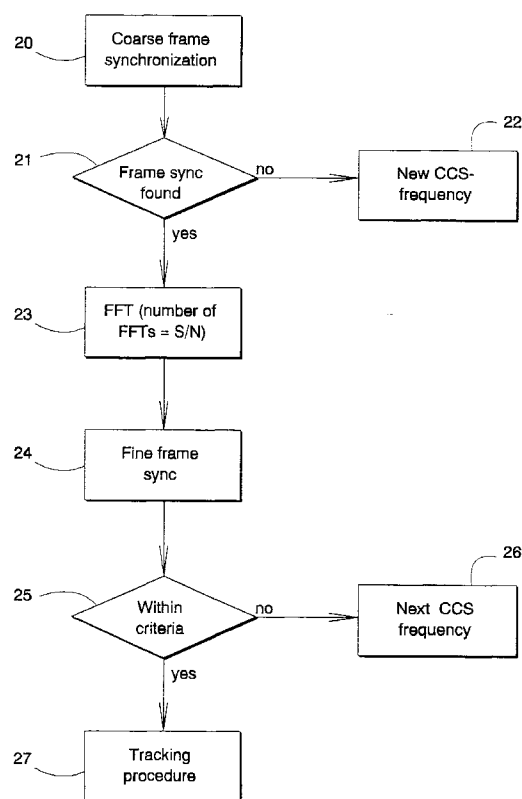 20
Coarse frame
synchronization
21
Frame sync
found
no
22
New CCS-
frequency
yes
23
FFT (number of
FFTs = S/N)
24
Fine frame
sync
25
Within
criteria
no
26
Next CCS
frequency
yes
27
Tracking
procedure